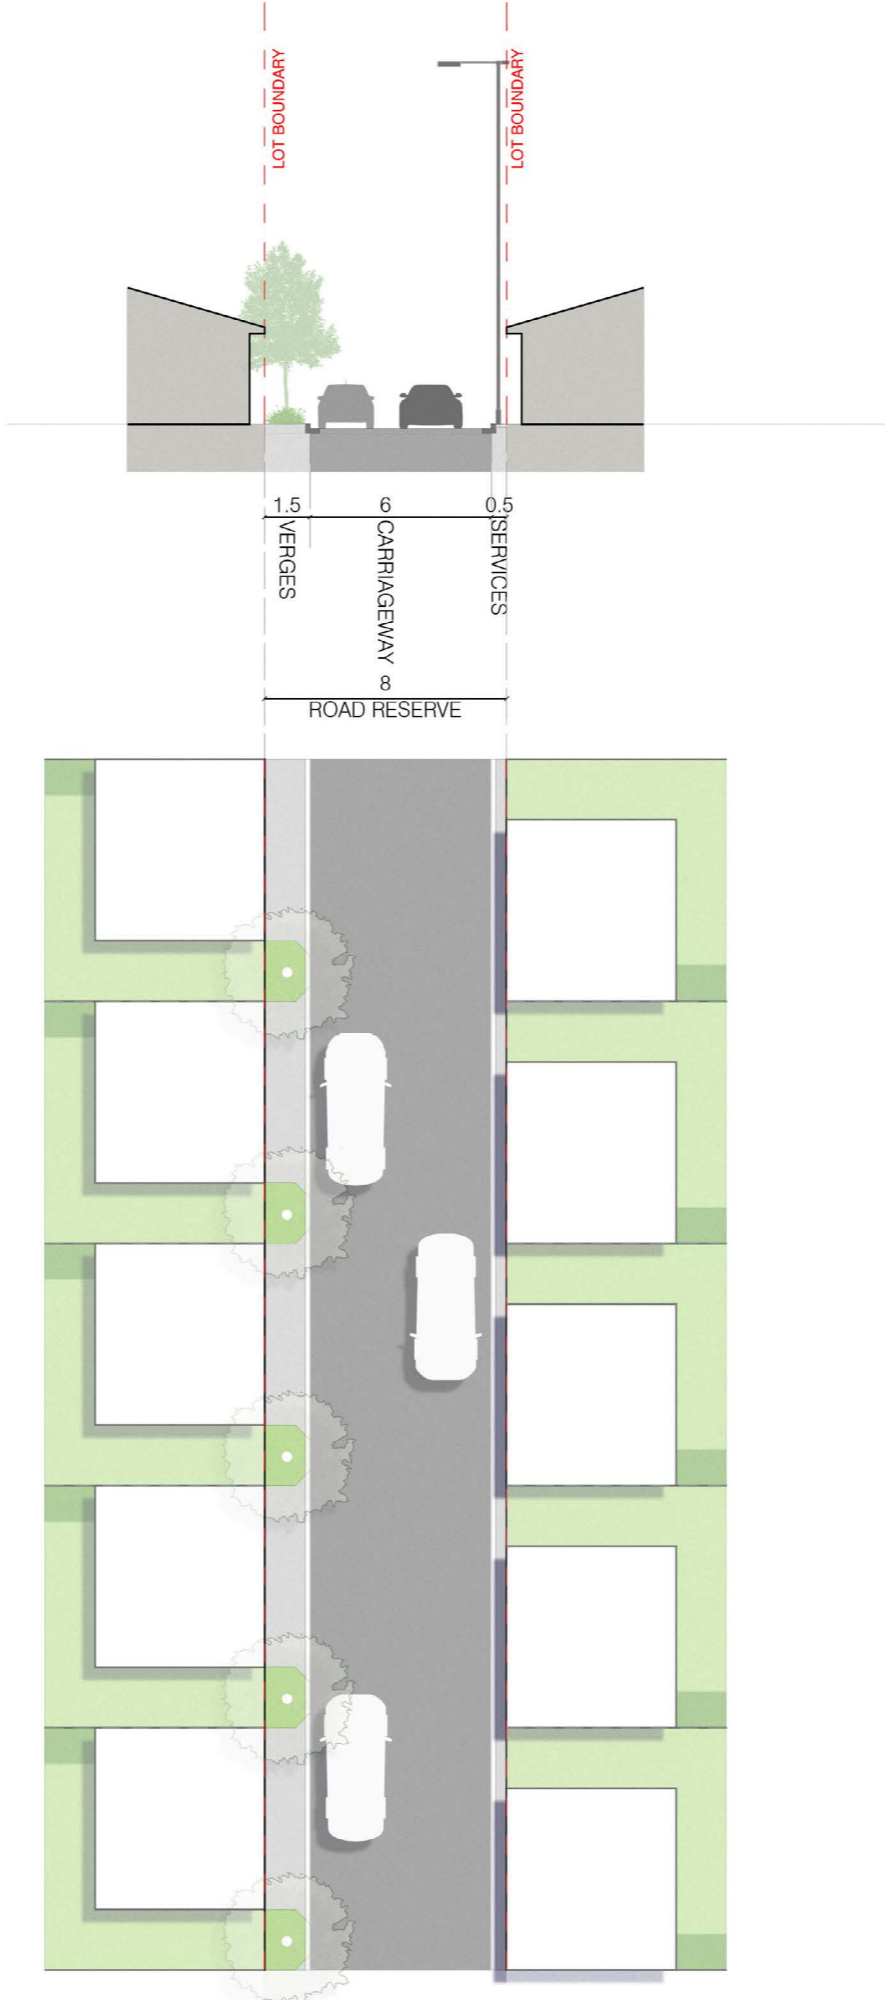 LOT BOUNDARY
LOT BOUNDARY
1.5
6
0.5
VERGES
CARRIAGEWAY
SERVICES
8
ROAD RESERVE